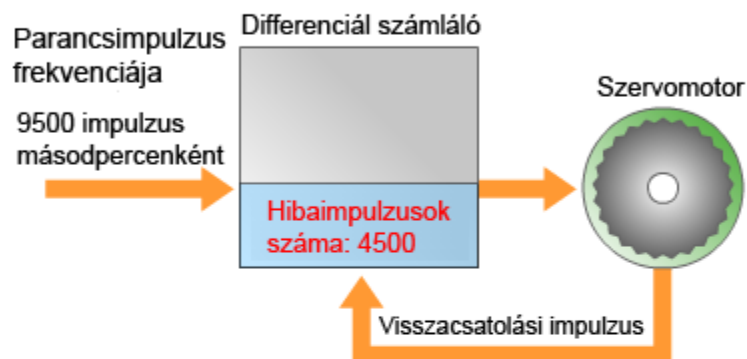 Parancsimpulzus
frekvenciája
9500 impulzus
másodpercenként
Differenciál számláló
Hibaimpulzusok
száma: 4500
Szervomotor
Visszacsatolási impulzus